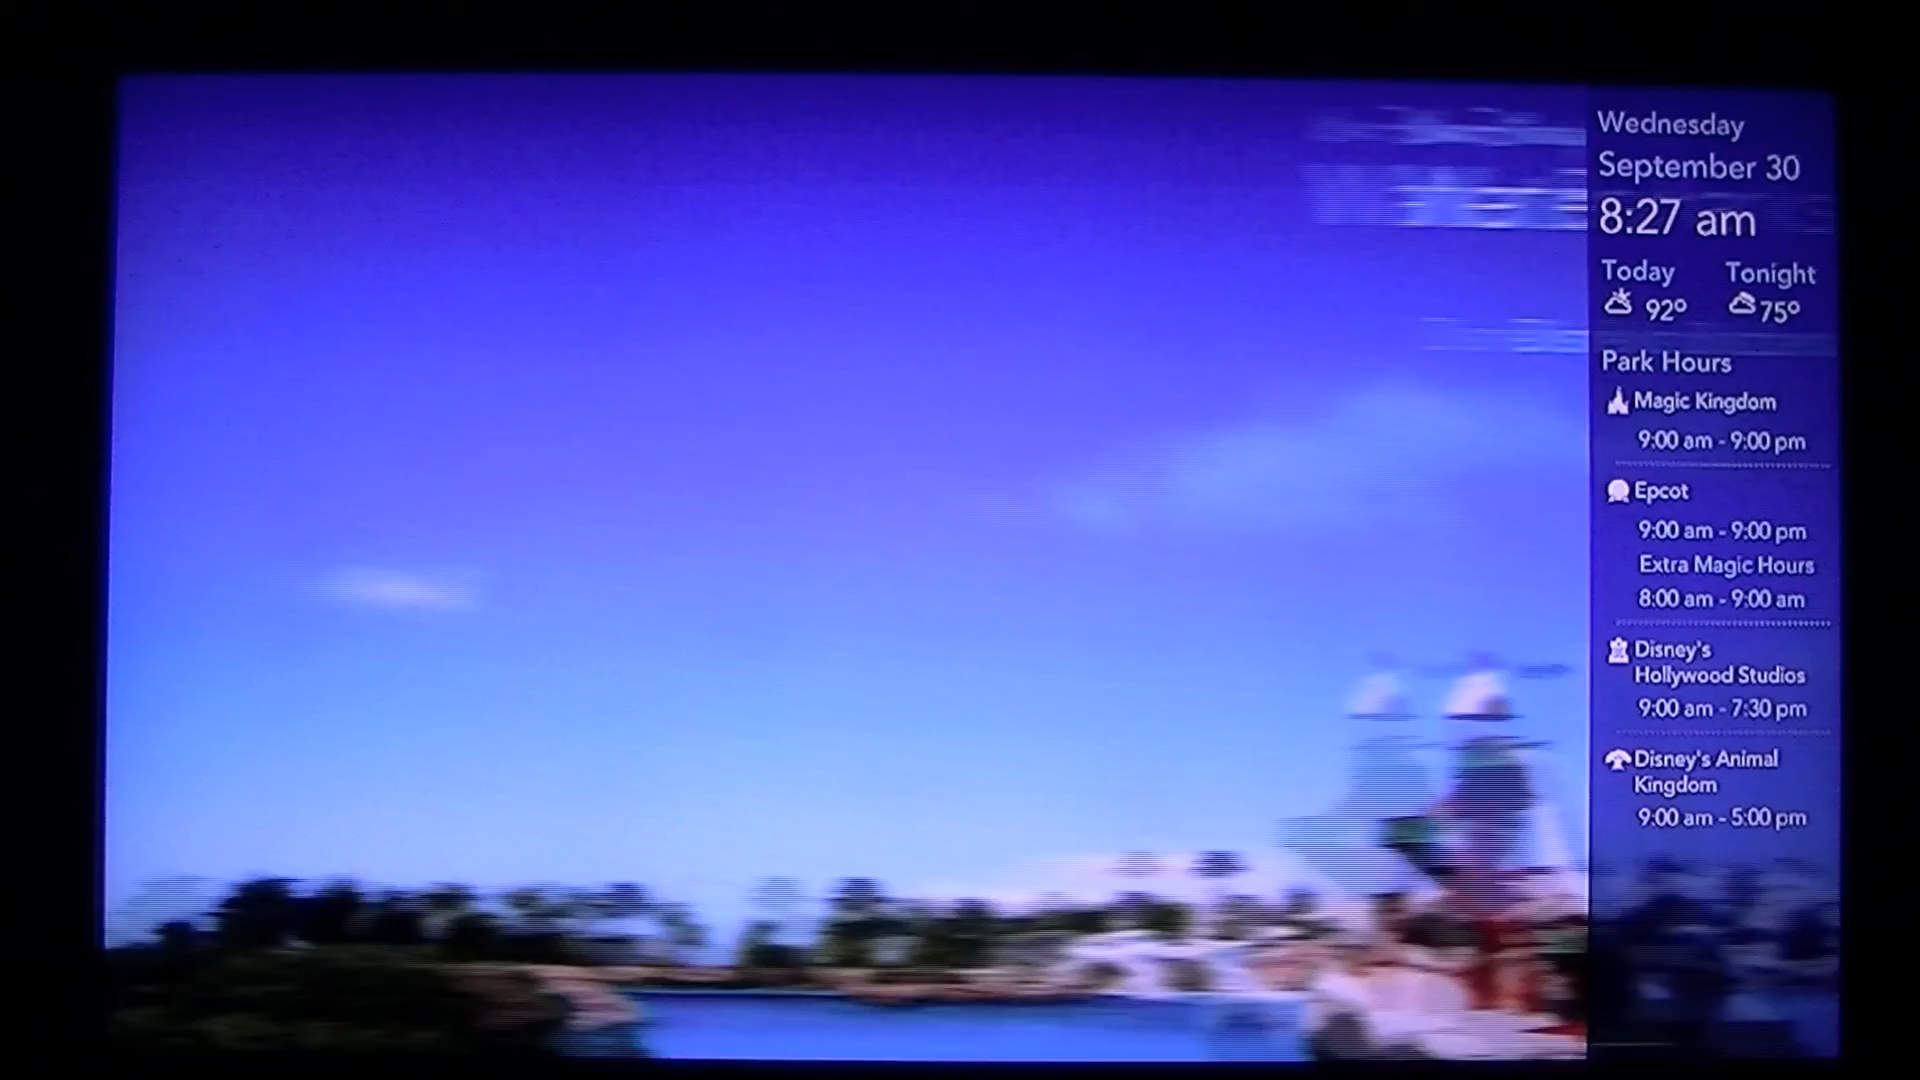 Wednesday
September 30
8:27 am
Today Tonight
92° 75°
Park Hours
Magic Kingdom
9:00 am - 9:00 pm
Epcot
9:00 am - 9:00 pm
Extra Magic Hours
8:00 am - 9:00 am
Disney's
Hollywood Studios
9:00 am - 7:30 pm
Disney's Animal
Kingdom
9:00 am - 5:00 pm